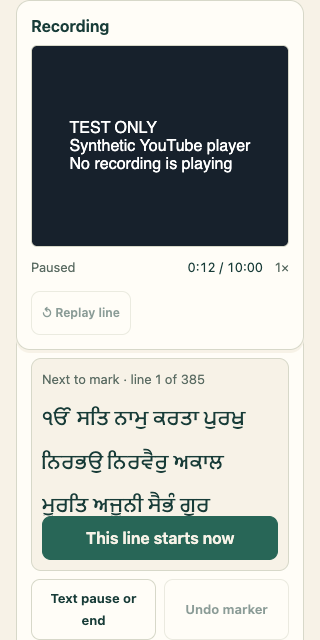 Recording
TEST ONLY
Synthetic YouTube player
No recording is playing
Paused 0:12 / 10:00 1×
↺ Replay line
Next to mark · line 1 of 385
ੴ ਸਤਿ ਨਾਮੁ ਕਰਤਾ ਪੁਰਖੁ
ਨਿਰਭਉ ਨਿਰਵੈਰੁ ਅਕਾਲ
ਮੂਰਤਿ ਅਜੂਨੀ ਸੈਭੰ ਗੁਰ
This line starts now
Text pause or
end
Undo marker